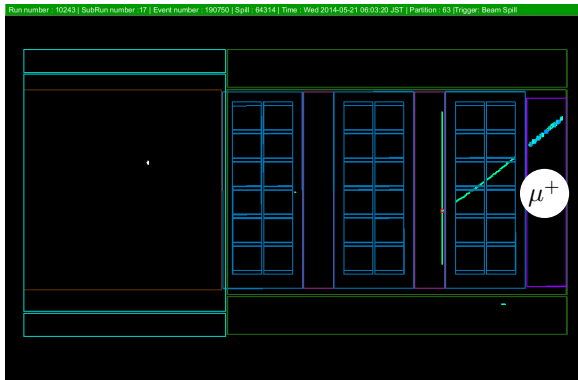 Run number : 10243 | SubRun number :17 | Event number : 190750 | Spill : 64314 | Time : Wed 2014-05-21 06:03:20 JST | Partition : 63 |Trigger: Beam Spill
μ+